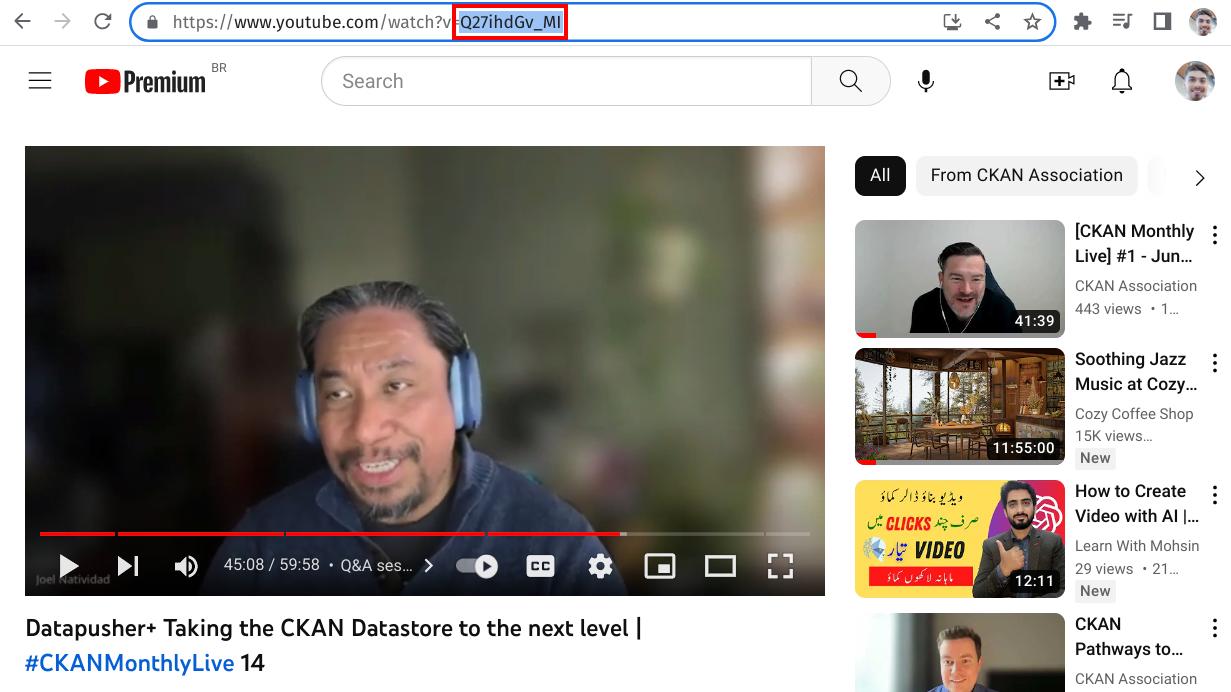 https://www.youtube.com/watch?v=Q27ihdGv_MI
Premium BR
Search
All
From CKAN Association
[CKAN Monthly
Live] #1 - Jun...
CKAN Association
443 views • 1...
41:39
Soothing Jazz
Music at Cozy...
Cozy Coffee Shop
15K views...
New
11:55:00
ویڈیو بناؤ ڈالر کماؤ
صرف چند CLICKS میں
VIDEO تیار
ماہانہ لاکھوں کماؤ
12:11
How to Create
Video with AI |...
Learn With Mohsin
29 views • 21...
New
CKAN
Pathways to...
CKAN Association
45:08 / 59:58 • Q&A ses...
CC
Joel Natividad
Datapusher+ Taking the CKAN Datastore to the next level |
#CKANMonthlyLive 14